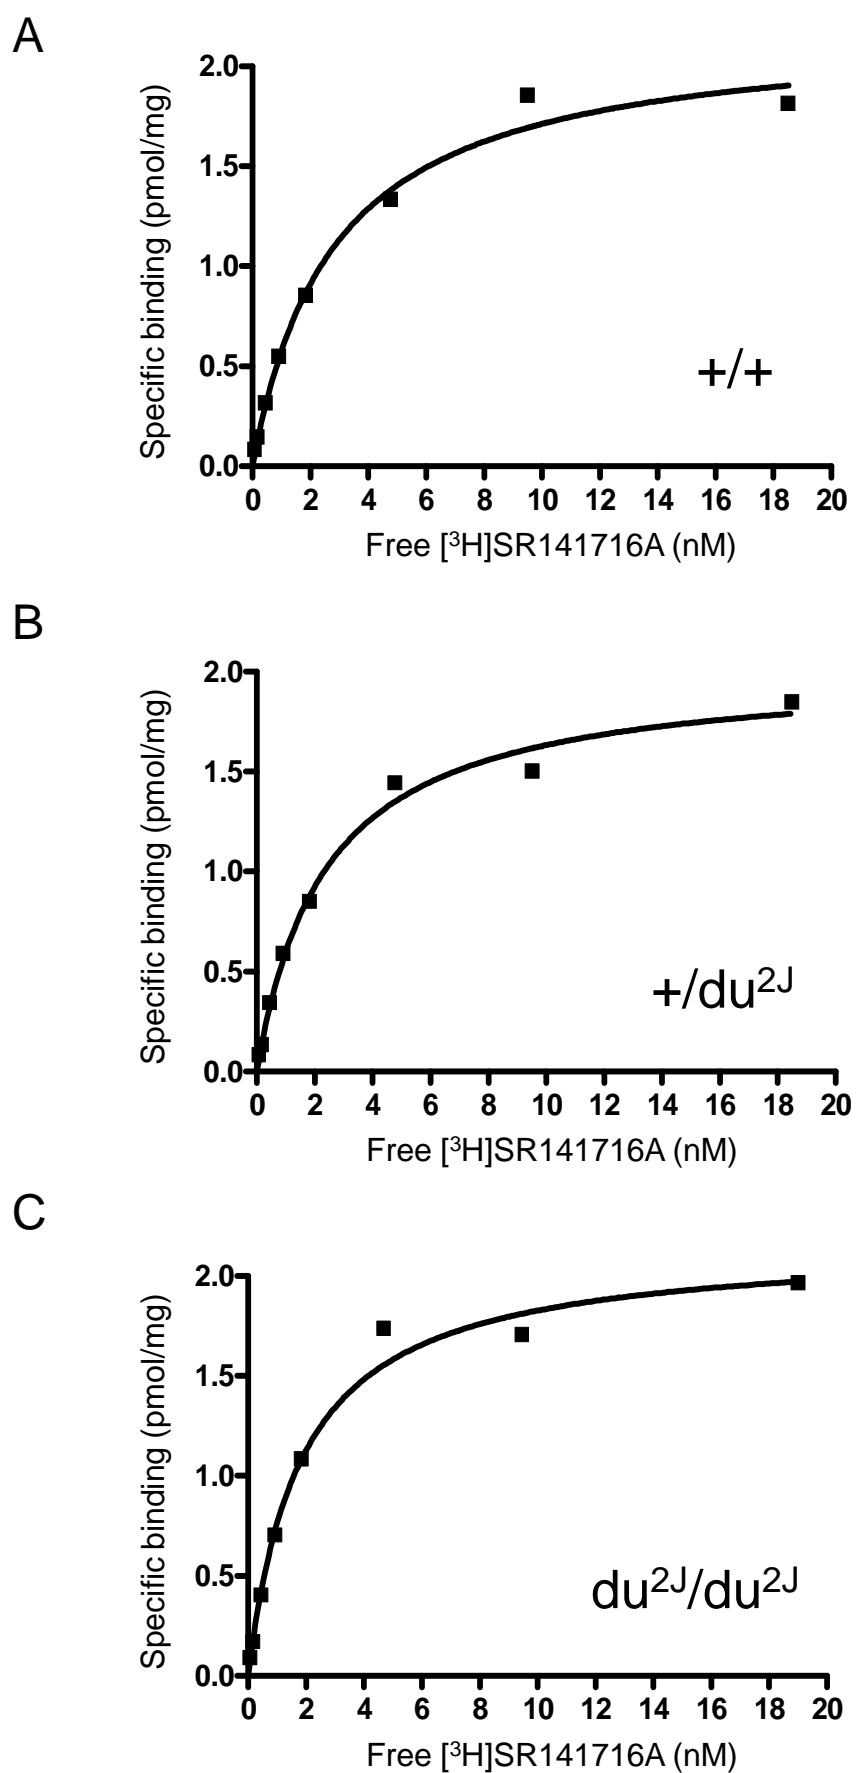 A
Specific binding (pmol/mg)
2.0
1.5
1.0
0.5
0.0
+/+
0 2 4 6 8 10 12 14 16 18 20
Free [³H]SR141716A (nM)
B
Specific binding (pmol/mg)
2.0
1.5
1.0
0.5
0.0
+/du²ᴶ
0 2 4 6 8 10 12 14 16 18 20
Free [³H]SR141716A (nM)
C
Specific binding (pmol/mg)
2.0
1.5
1.0
0.5
0.0
du²ᴶ/du²ᴶ
0 2 4 6 8 10 12 14 16 18 20
Free [³H]SR141716A (nM)